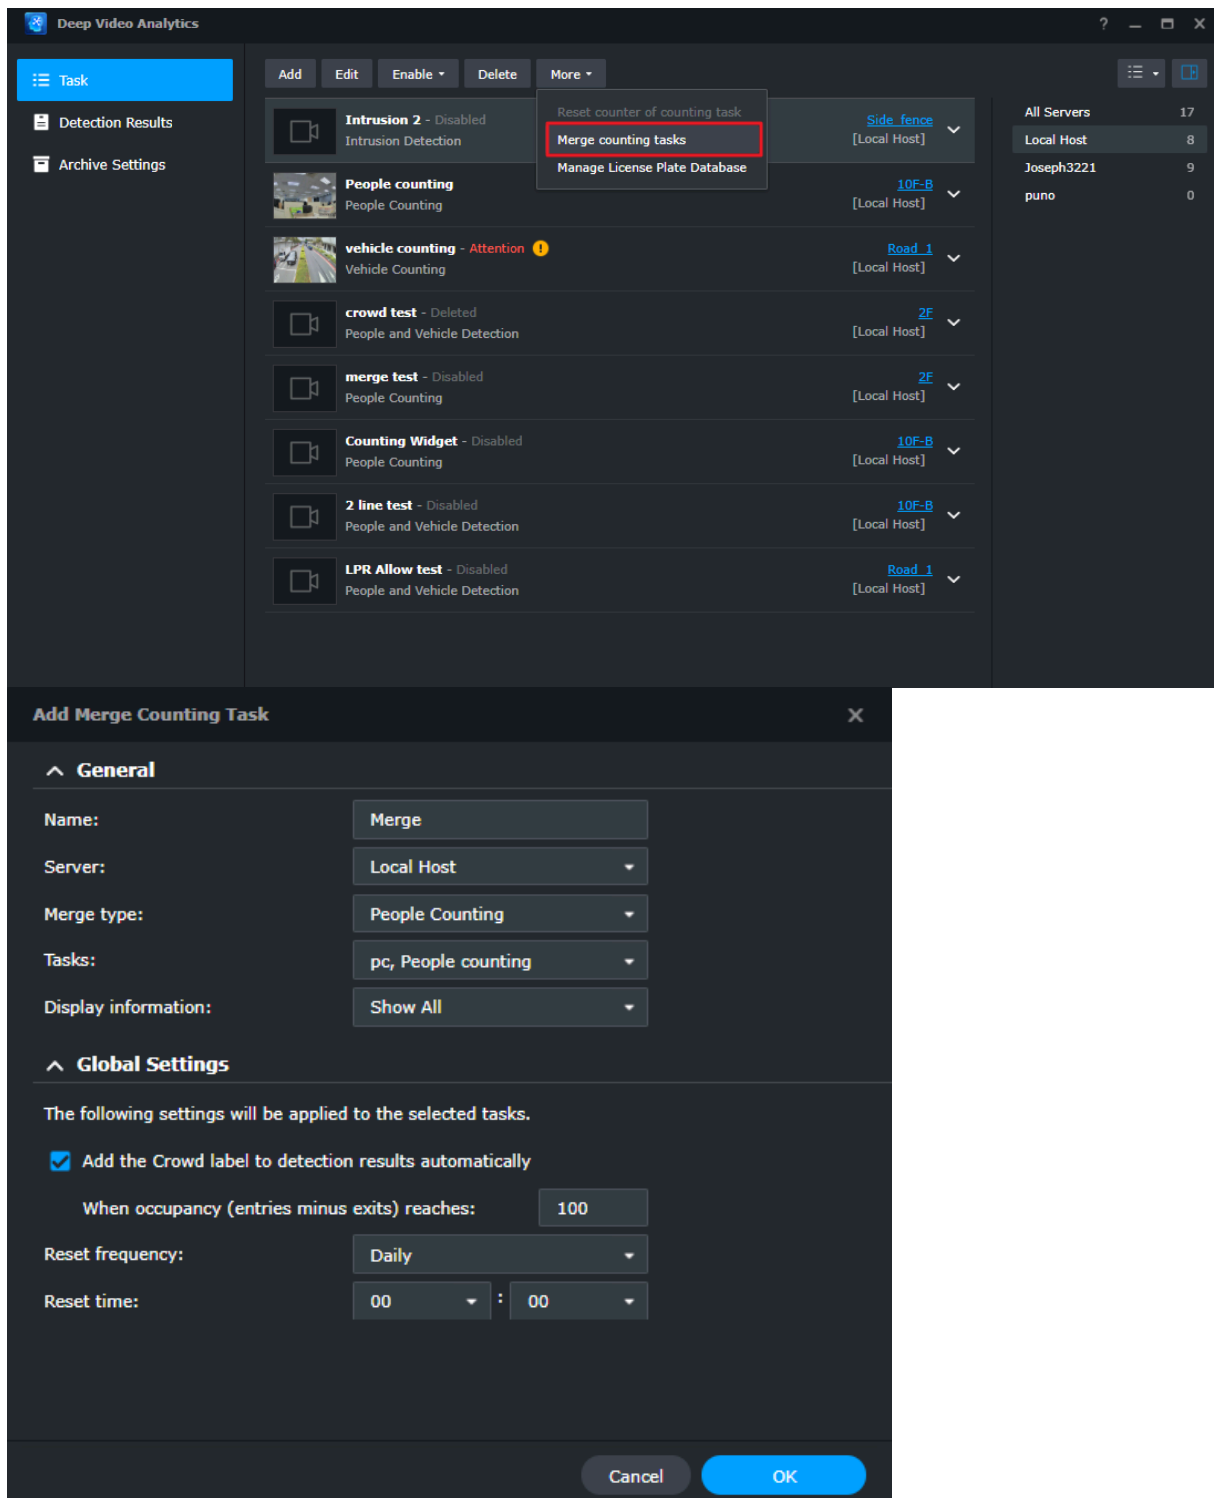 Deep Video Analytics
?
Task
Detection Results
Archive Settings
Add Edit Enable Delete More
Reset counter of counting task
Merge counting tasks
Manage License Plate Database
Intrusion 2 - Disabled
Intrusion Detection
Side_fence
[Local Host]
People counting
People Counting
10F-B
[Local Host]
vehicle counting - Attention
Vehicle Counting
Road_1
[Local Host]
crowd test - Deleted
People and Vehicle Detection
2F
[Local Host]
merge test - Disabled
People Counting
2F
[Local Host]
Counting Widget - Disabled
People Counting
10F-B
[Local Host]
2 line test - Disabled
People and Vehicle Detection
10F-B
[Local Host]
LPR Allow test - Disabled
People and Vehicle Detection
Road_1
[Local Host]
All Servers 17
Local Host 8
Joseph3221 9
puno 0
Add Merge Counting Task
General
Name: Merge
Server: Local Host
Merge type: People Counting
Tasks: pc, People counting
Display information: Show All
Global Settings
The following settings will be applied to the selected tasks.
Add the Crowd label to detection results automatically
When occupancy (entries minus exits) reaches: 100
Reset frequency: Daily
Reset time: 00 : 00
Cancel OK